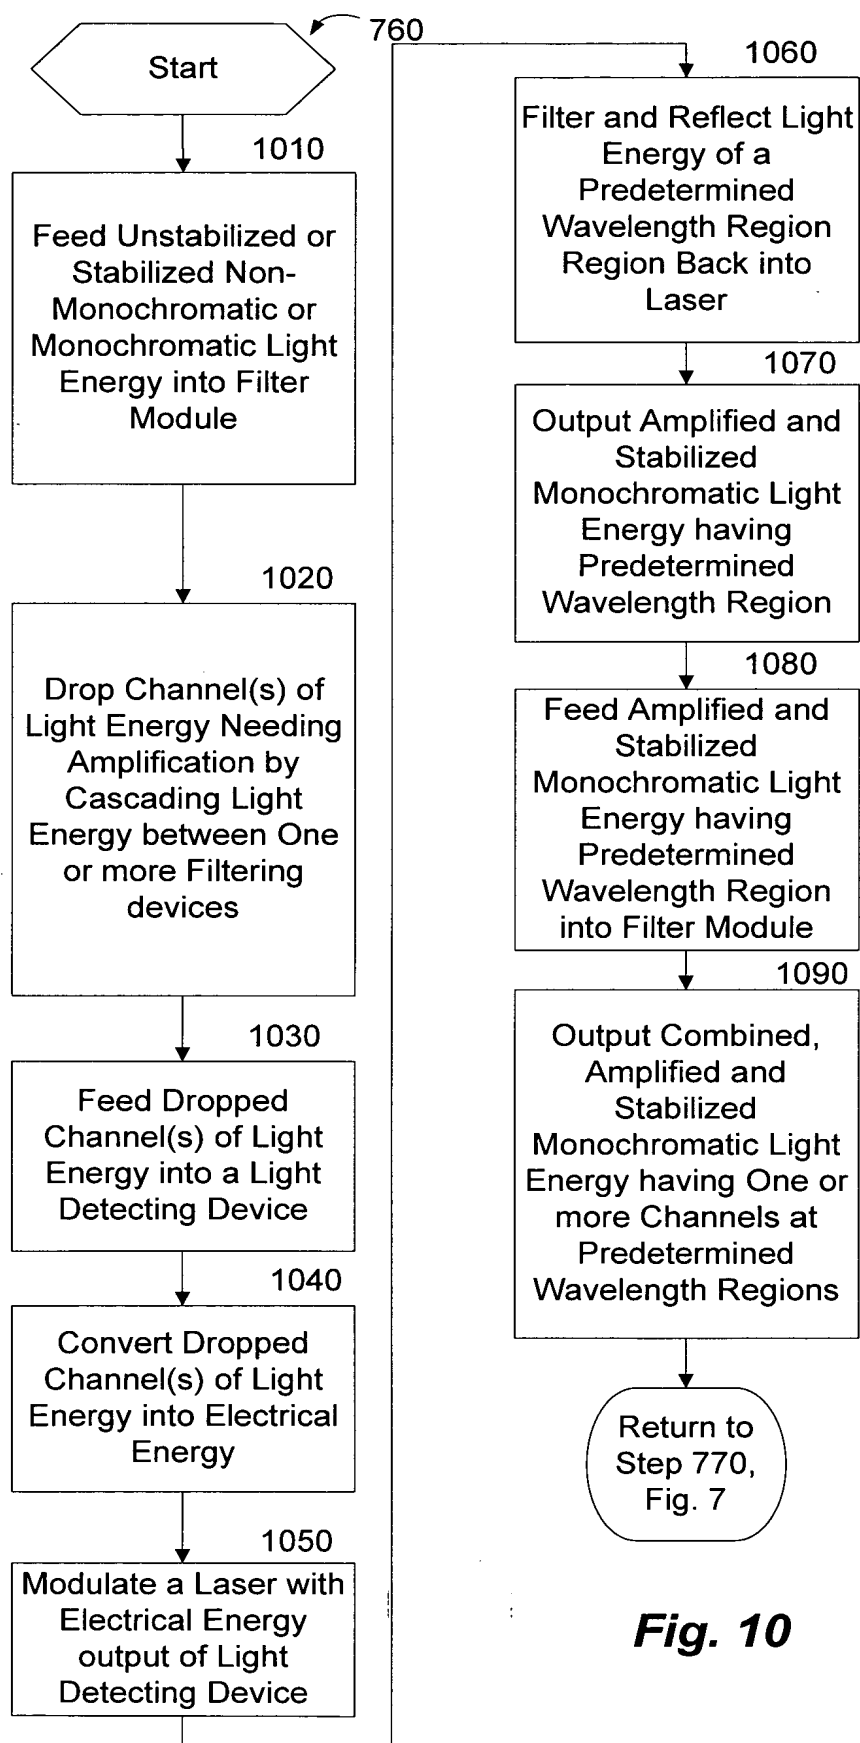 760
Start
1010
Feed Unstabilized or
Stabilized Non-
Monochromatic or
Monochromatic Light
Energy into Filter
Module
1020
Drop Channel(s) of
Light Energy Needing
Amplification by
Cascading Light
Energy between One
or more Filtering
devices
1030
Feed Dropped
Channel(s) of Light
Energy into a Light
Detecting Device
1040
Convert Dropped
Channel(s) of Light
Energy into Electrical
Energy
1050
Modulate a Laser with
Electrical Energy
output of Light
Detecting Device
1060
Filter and Reflect Light
Energy of a
Predetermined
Wavelength Region
Region Back into
Laser
1070
Output Amplified and
Stabilized
Monochromatic Light
Energy having
Predetermined
Wavelength Region
1080
Feed Amplified and
Stabilized
Monochromatic Light
Energy having
Predetermined
Wavelength Region
into Filter Module
1090
Output Combined,
Amplified and
Stabilized
Monochromatic Light
Energy having One or
more Channels at
Predetermined
Wavelength Regions
Return to
Step 770,
Fig. 7
Fig. 10